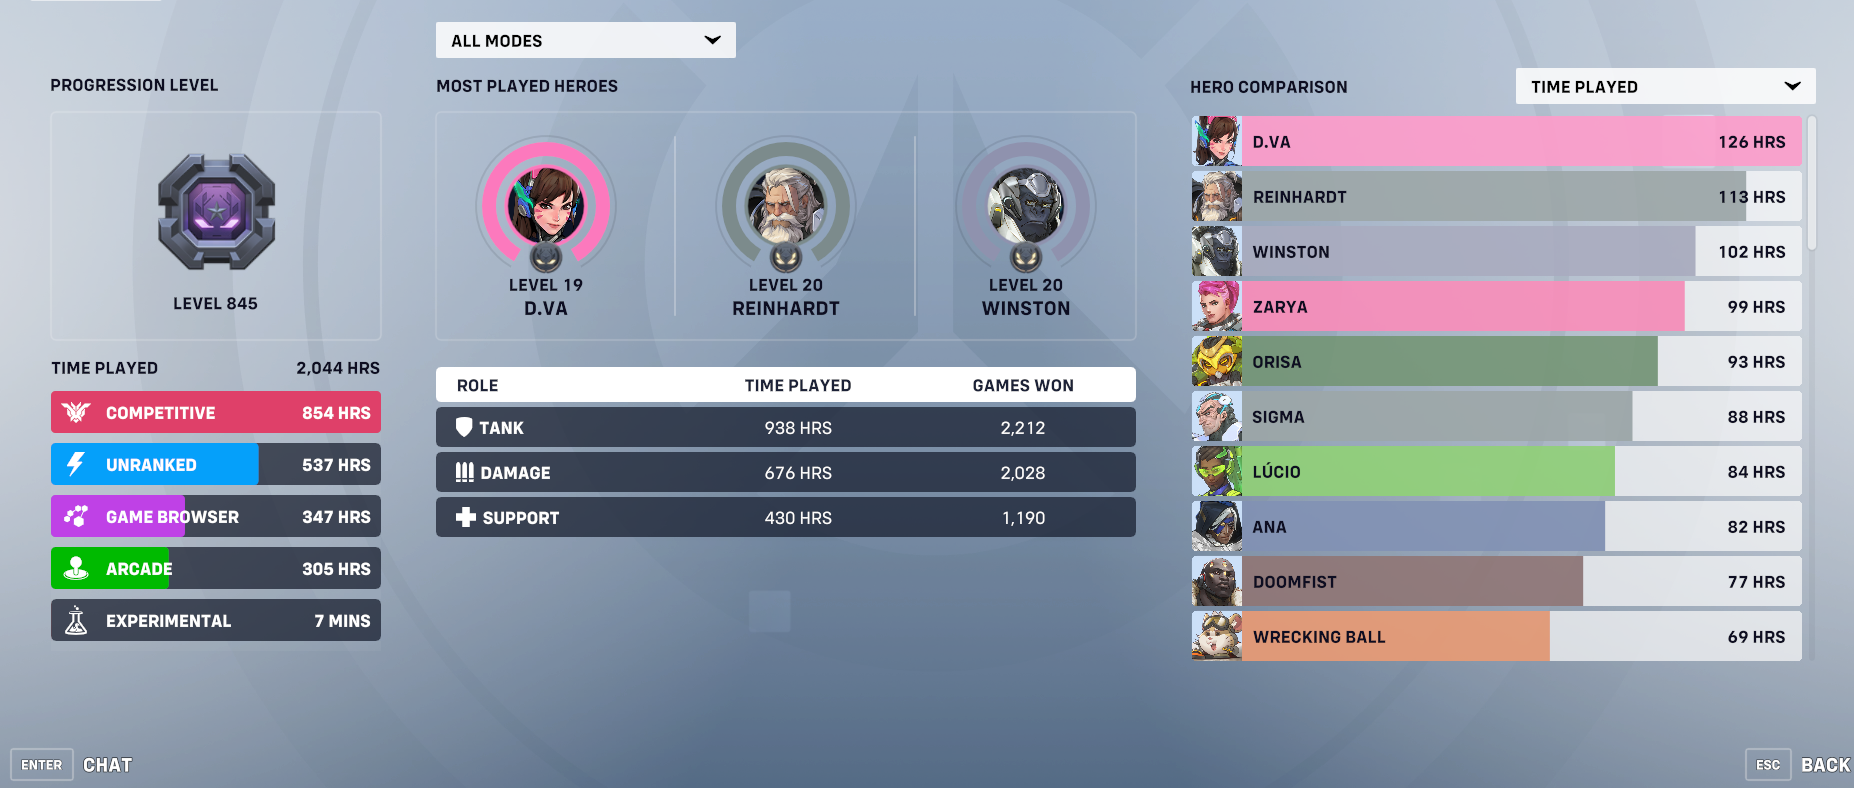 ALL MODES
PROGRESSION LEVEL
LEVEL 845
TIME PLAYED 2,044 HRS
COMPETITIVE 854 HRS
UNRANKED 537 HRS
GAME BROWSER 347 HRS
ARCADE 305 HRS
EXPERIMENTAL 7 MINS
MOST PLAYED HEROES
LEVEL 19
D.VA
LEVEL 20
REINHARDT
LEVEL 20
WINSTON
ROLE TIME PLAYED GAMES WON
TANK 938 HRS 2,212
DAMAGE 676 HRS 2,028
SUPPORT 430 HRS 1,190
HERO COMPARISON TIME PLAYED
D.VA 126 HRS
REINHARDT 113 HRS
WINSTON 102 HRS
ZARYA 99 HRS
ORISA 93 HRS
SIGMA 88 HRS
LÚCIO 84 HRS
ANA 82 HRS
DOOMFIST 77 HRS
WRECKING BALL 69 HRS
ENTER CHAT
ESC BACK